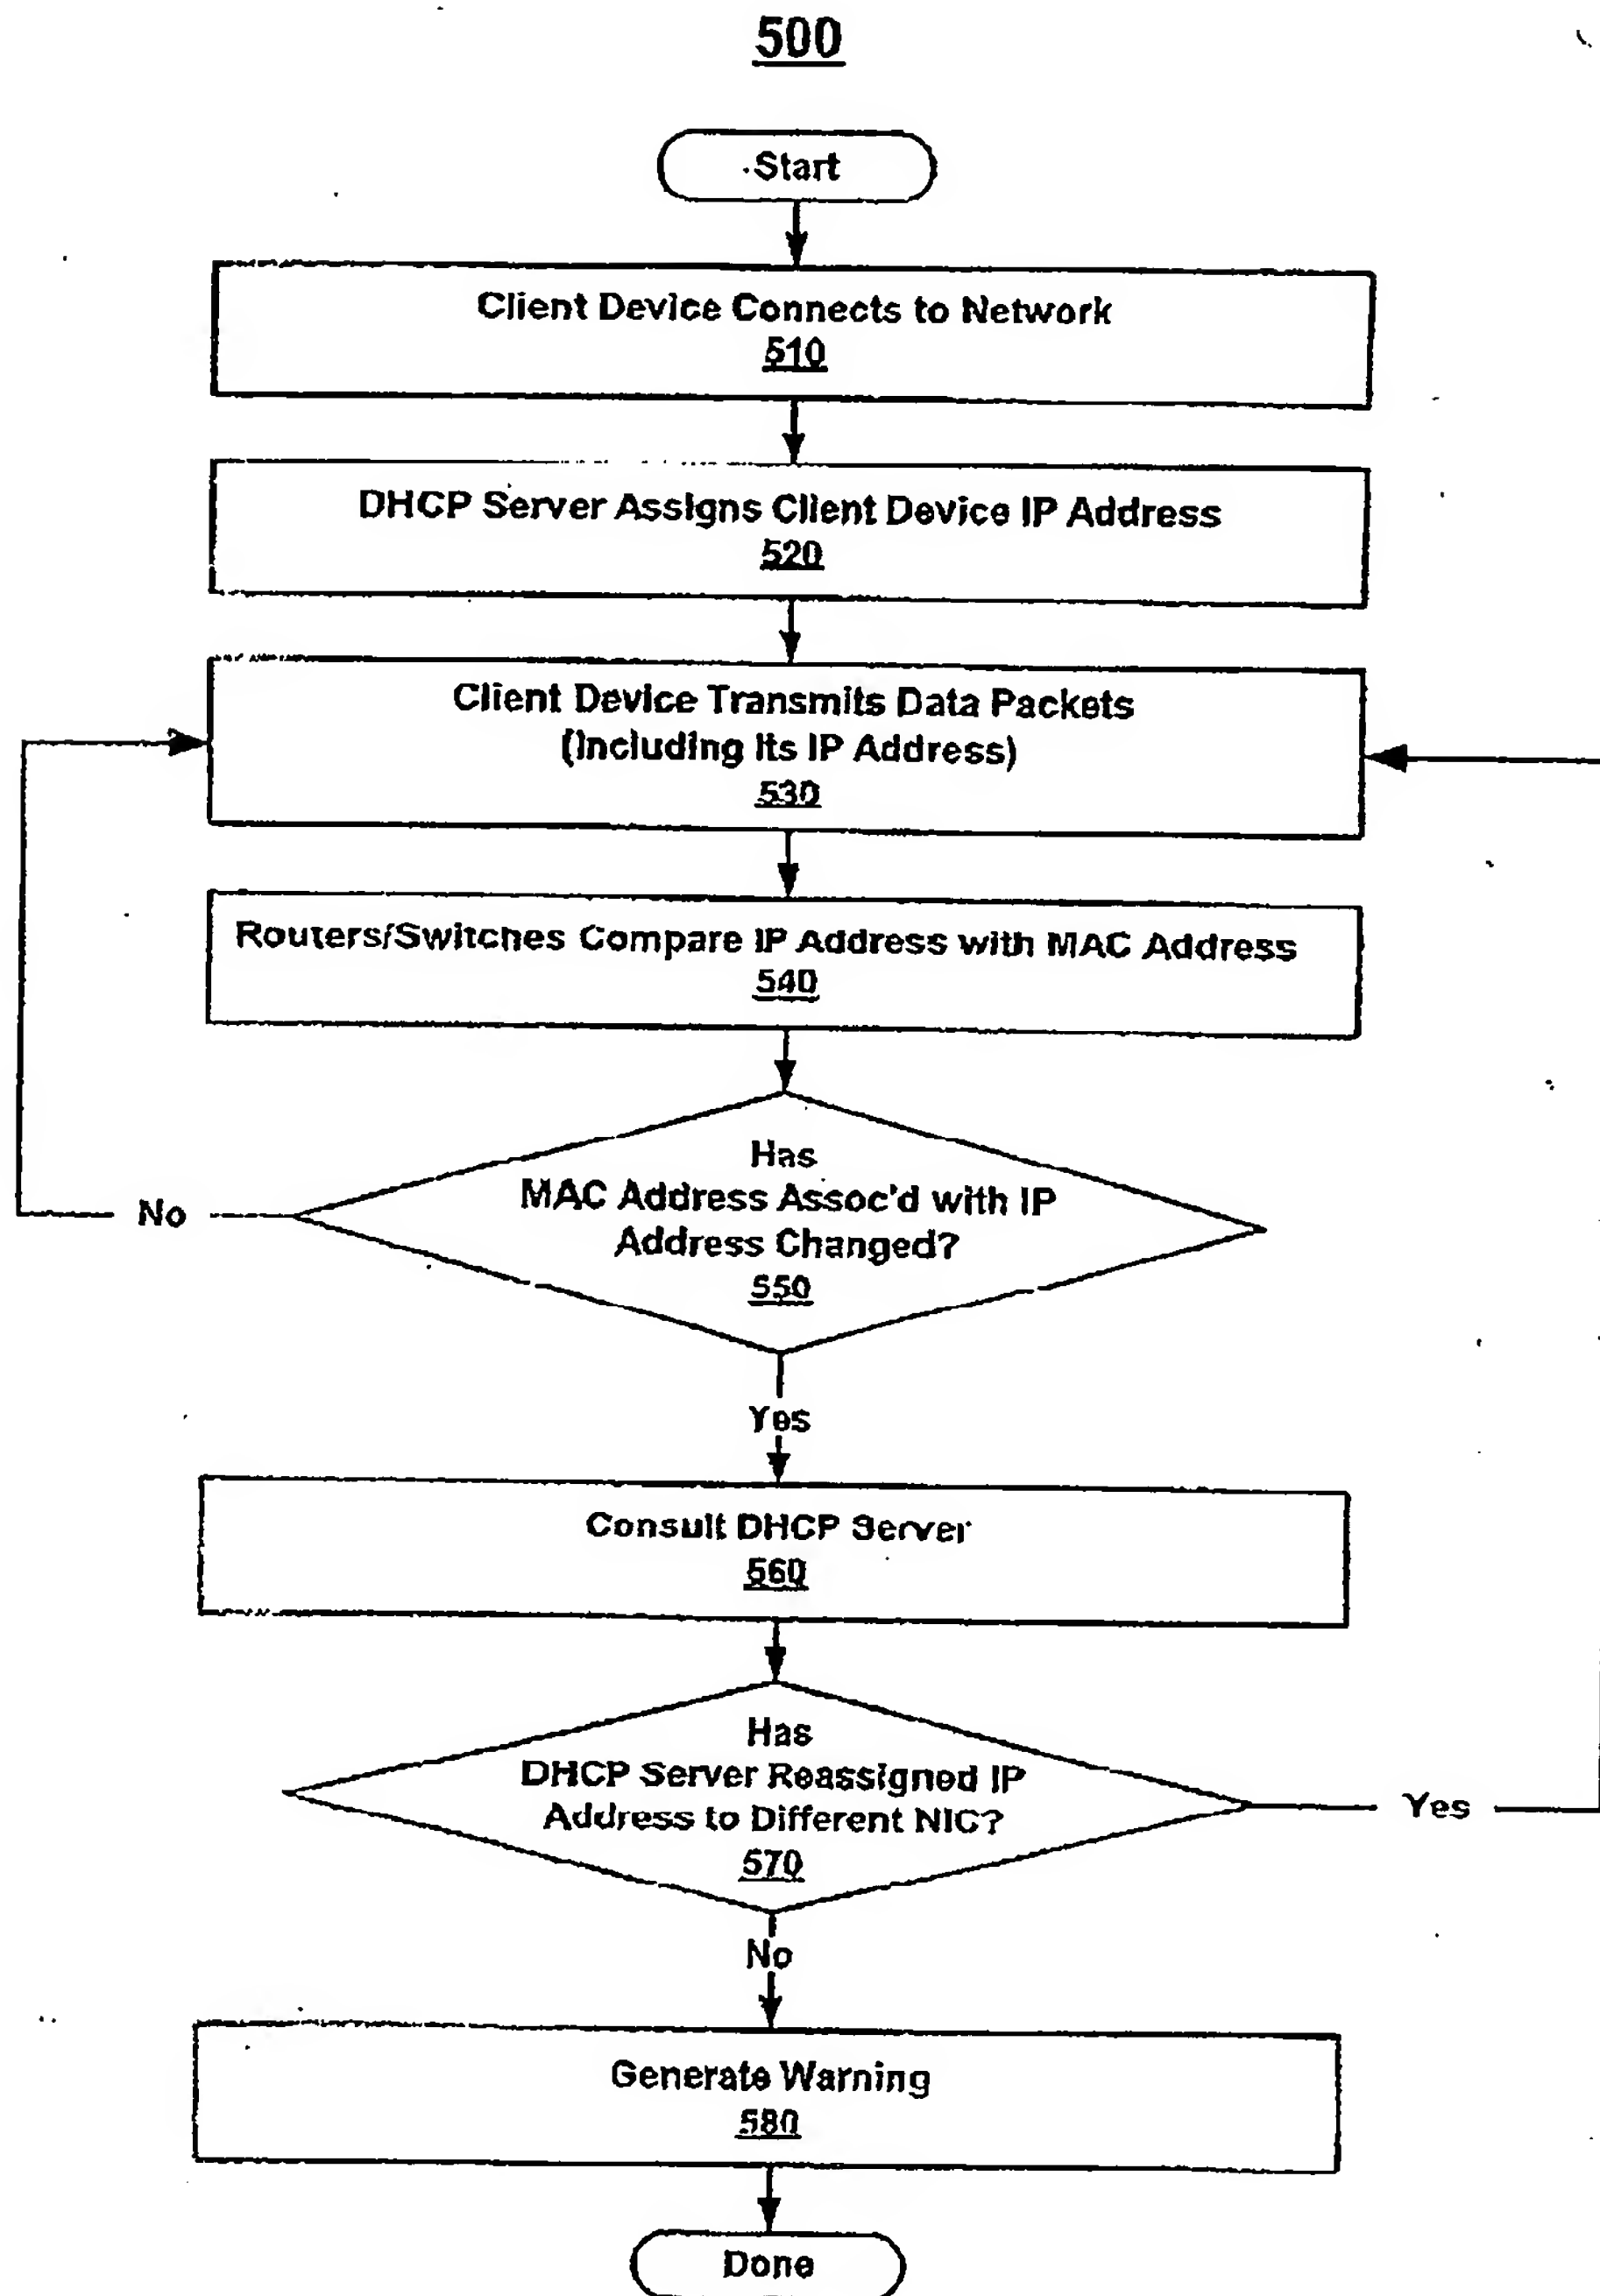 500
Start
Client Device Connects to Network
510
DHCP Server Assigns Client Device IP Address
520
Client Device Transmits Data Packets
(Including Its IP Address)
530
Routers/Switches Compare IP Address with MAC Address
540
Has
MAC Address Assoc'd with IP
Address Changed?
550
No
Yes
Consult DHCP Server
560
Has
DHCP Server Reassigned IP
Address to Different NIC?
570
Yes
No
Generate Warning
580
Done